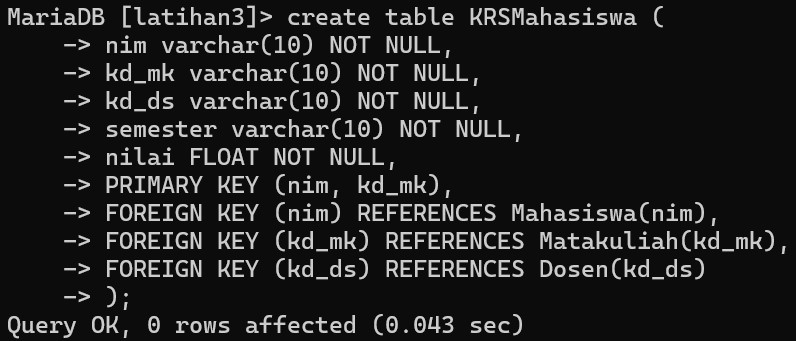 MariaDB [latihan3]> create table KRSMahasiswa (
    -> nim varchar(10) NOT NULL,
    -> kd_mk varchar(10) NOT NULL,
    -> kd_ds varchar(10) NOT NULL,
    -> semester varchar(10) NOT NULL,
    -> nilai FLOAT NOT NULL,
    -> PRIMARY KEY (nim, kd_mk),
    -> FOREIGN KEY (nim) REFERENCES Mahasiswa(nim),
    -> FOREIGN KEY (kd_mk) REFERENCES Matakuliah(kd_mk),
    -> FOREIGN KEY (kd_ds) REFERENCES Dosen(kd_ds)
    -> );
Query OK, 0 rows affected (0.043 sec)